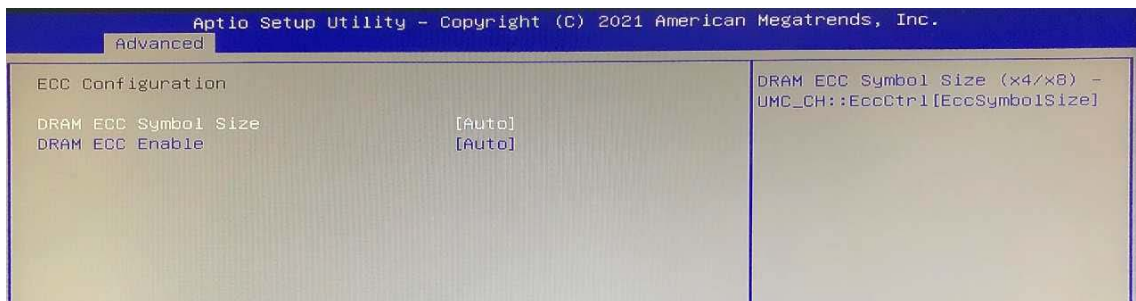 Aptio Setup Utility – Copyright (C) 2021 American Megatrends, Inc.
Advanced
ECC Configuration
DRAM ECC Symbol Size [Auto]
DRAM ECC Enable [Auto]
DRAM ECC Symbol Size (x4/x8) –
UMC_CH::EccCtrl[EccSymbolSize]